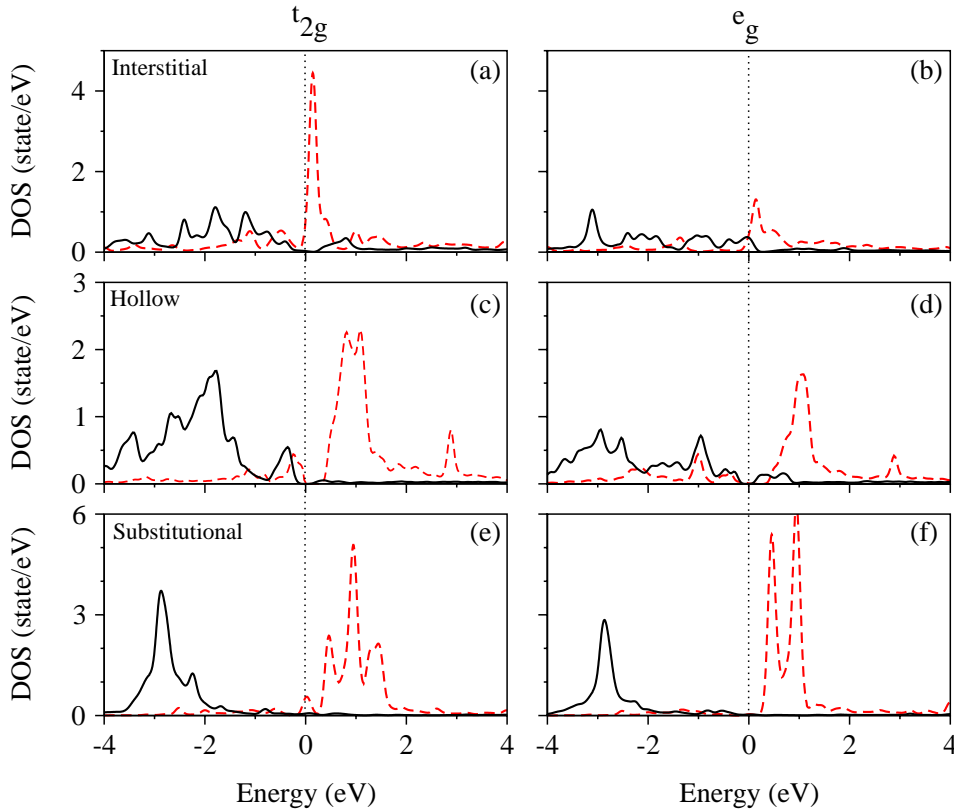 t2g
eg
Interstitial
(a)
(b)
DOS (state/eV)
4
2
0
Hollow
(c)
(d)
DOS (state/eV)
3
2
1
0
Substitutional
(e)
(f)
DOS (state/eV)
6
3
0
-4 -2 0 2 4
-4 -2 0 2 4
Energy (eV)
Energy (eV)